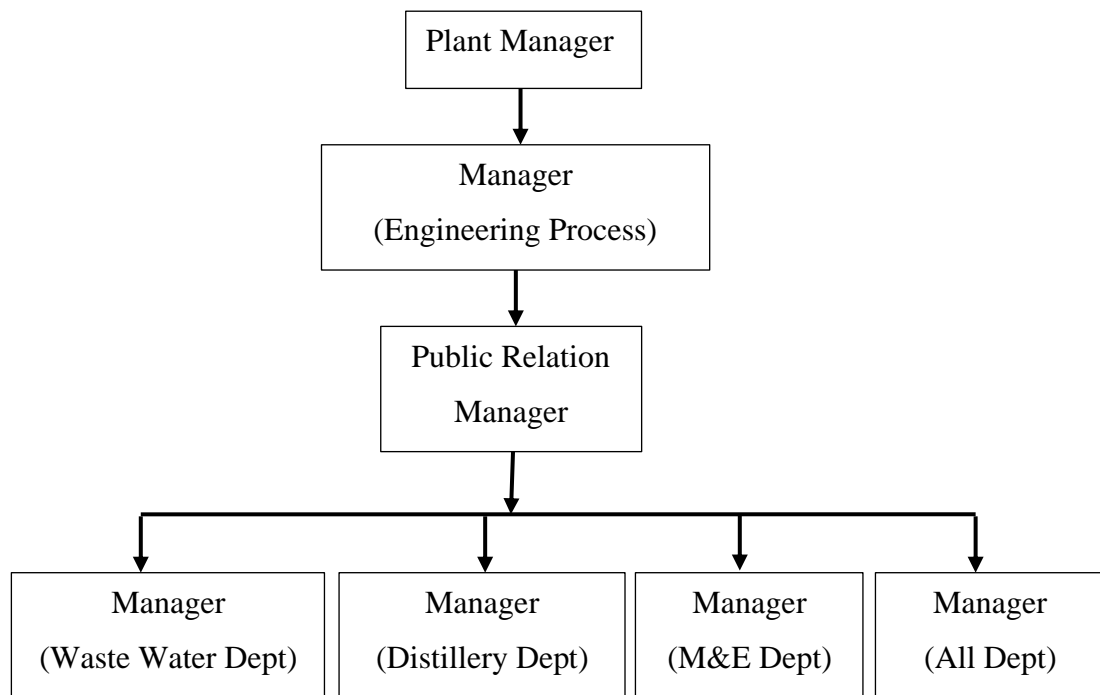 Plant Manager
Manager
(Engineering Process)
Public Relation
Manager
Manager
(Waste Water Dept)
Manager
(Distillery Dept)
Manager
(M&E Dept)
Manager
(All Dept)